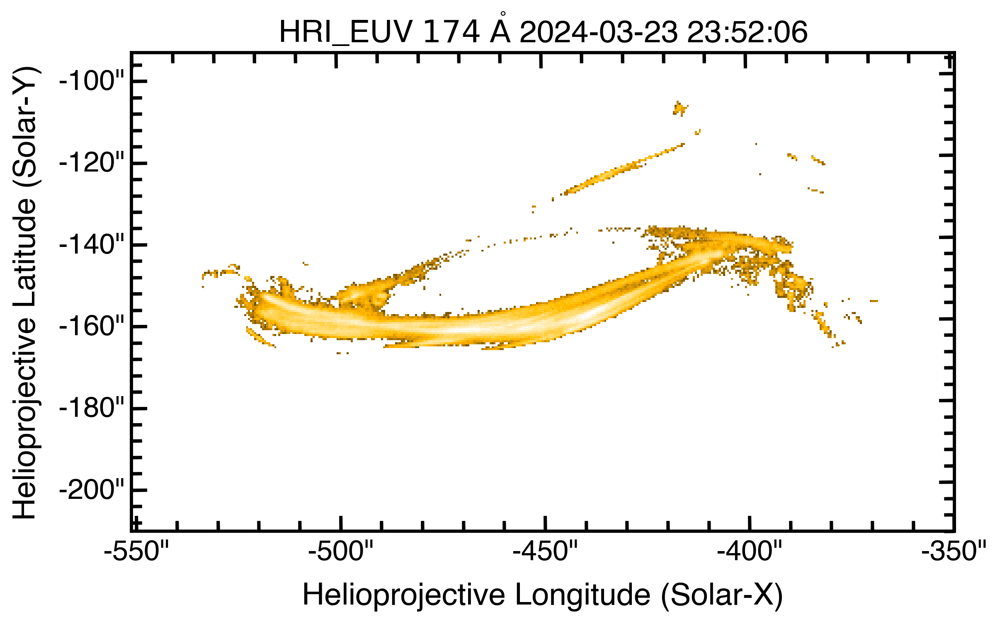 HRI_EUV 174 Å 2024-03-23 23:52:06
Helioprojective Latitude (Solar-Y)
-100"
-120"
-140"
-160"
-180"
-200"
-550" -500" -450" -400" -350"
Helioprojective Longitude (Solar-X)